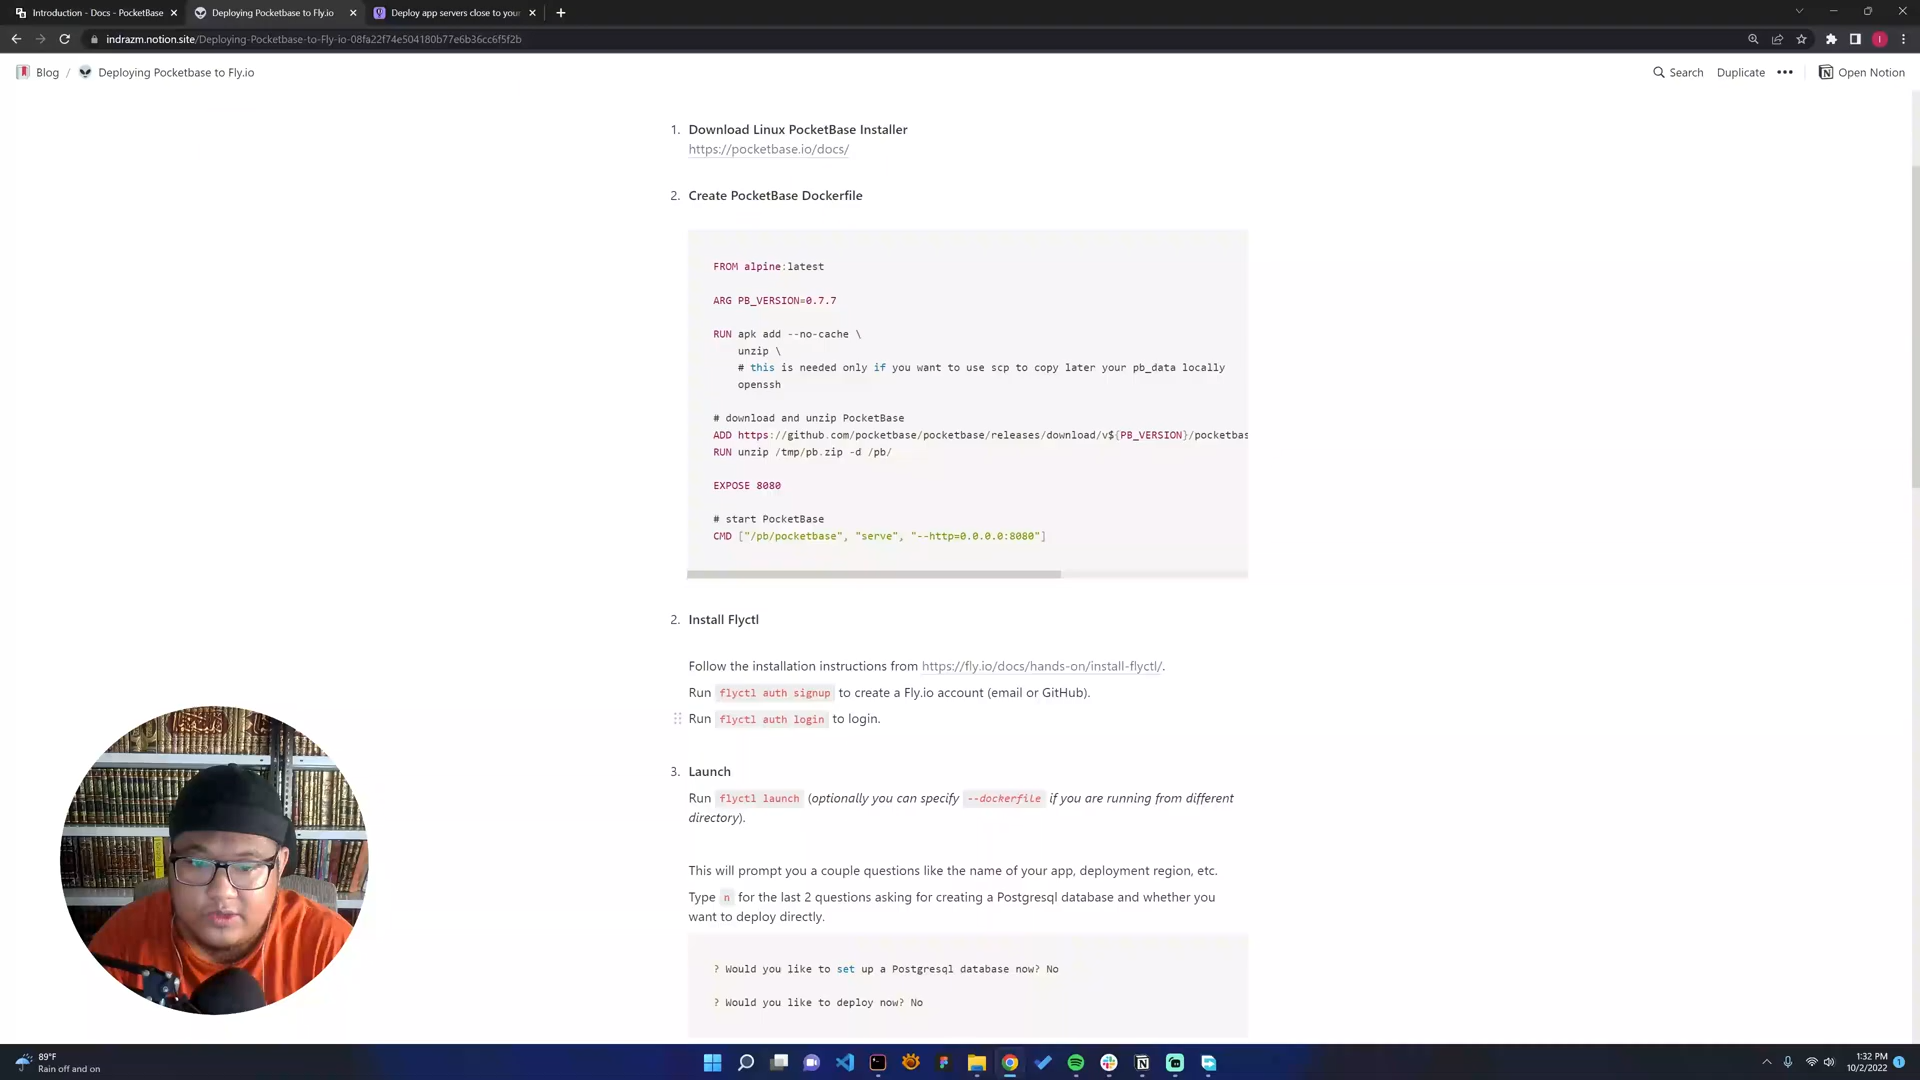 Introduction - Docs - PocketBase
Deploying Pocketbase to Fly.io
Deploy app servers close to your
indrazm.notion.site/Deploying-Pocketbase-to-Fly-io-08fa22f74e504180b77e6b36cc6f5f2b
Blog / Deploying Pocketbase to Fly.io
Search Duplicate ••• Open Notion
1. Download Linux PocketBase Installer
https://pocketbase.io/docs/
2. Create PocketBase Dockerfile
FROM alpine:latest
ARG PB_VERSION=0.7.7
RUN apk add --no-cache \
unzip \
# this is needed only if you want to use scp to copy later your pb_data locally
openssh
# download and unzip PocketBase
ADD https://github.com/pocketbase/pocketbase/releases/download/v${PB_VERSION}/pocketbas
RUN unzip /tmp/pb.zip -d /pb/
EXPOSE 8080
# start PocketBase
CMD ["/pb/pocketbase", "serve", "--http=0.0.0.0:8080"]
2. Install Flyctl
Follow the installation instructions from https://fly.io/docs/hands-on/install-flyctl/.
Run flyctl auth signup to create a Fly.io account (email or GitHub).
Run flyctl auth login to login.
3. Launch
Run flyctl launch (optionally you can specify --dockerfile if you are running from different
directory).
This will prompt you a couple questions like the name of your app, deployment region, etc.
Type n for the last 2 questions asking for creating a Postgresql database and whether you
want to deploy directly.
? Would you like to set up a Postgresql database now? No
? Would you like to deploy now? No
89°F
Rain off and on
1:32 PM
10/2/2022
1